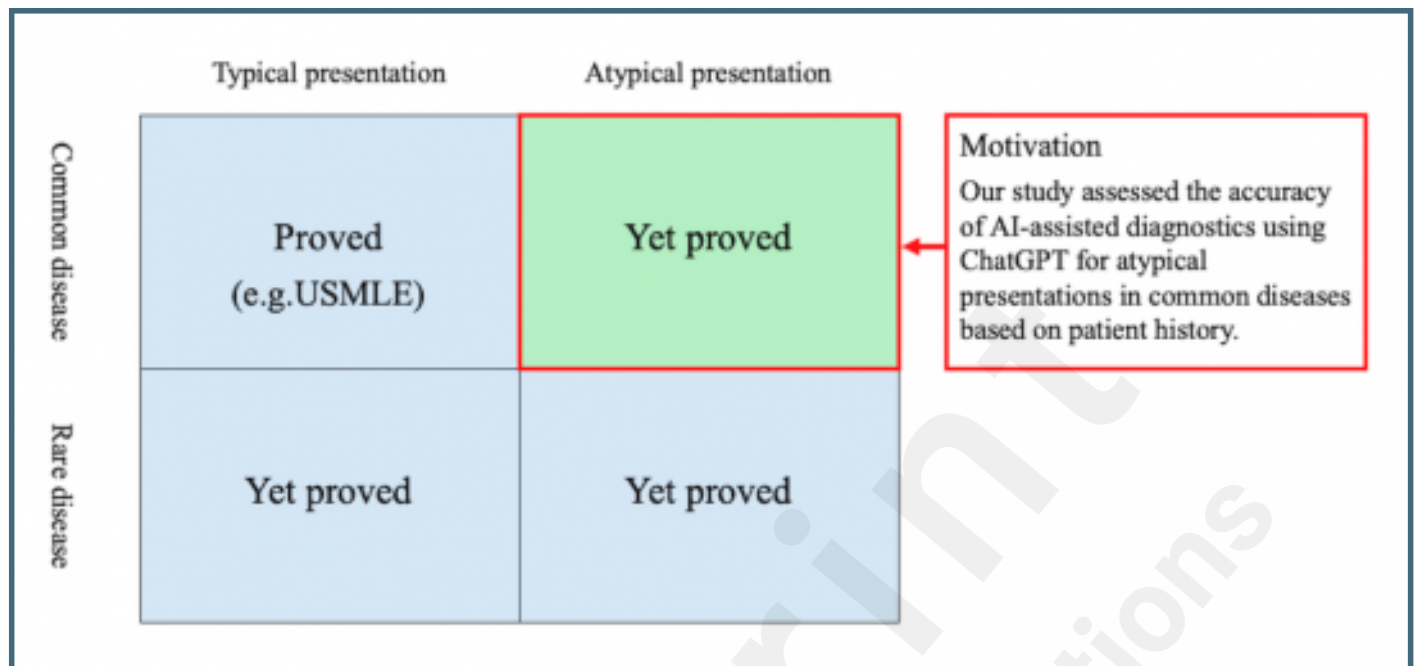 Typical presentation
Atypical presentation
Common disease
Proved
(e.g.USMLE)
Yet proved
Motivation
Our study assessed the accuracy
of AI-assisted diagnostics using
ChatGPT for atypical
presentations in common diseases
based on patient history.
Rare disease
Yet proved
Yet proved